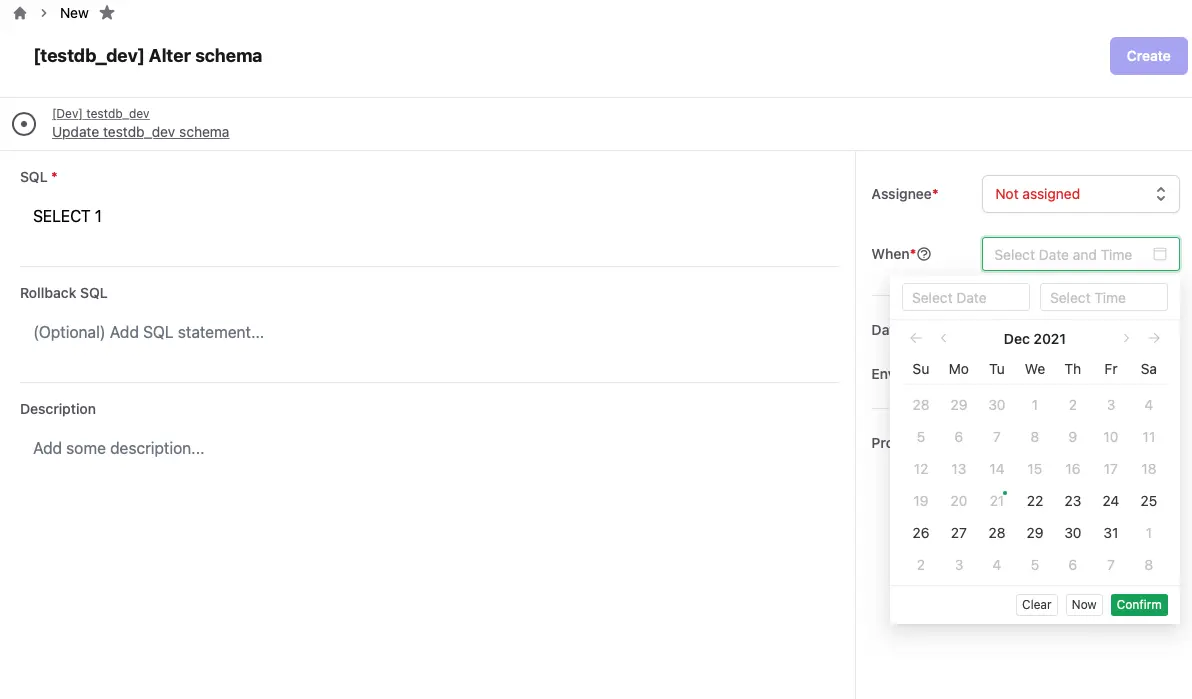 New
[testdb_dev] Alter schema
Create
[Dev] testdb_dev
Update testdb_dev schema
SQL *
SELECT 1
Rollback SQL
(Optional) Add SQL statement...
Description
Add some description...
Assignee*
Not assigned
When*
Select Date and Time
Select Date Select Time
Da
Dec 2021
Env
Su Mo Tu We Th Fr Sa
28 29 30 1 2 3 4
5 6 7 8 9 10 11
Pro
12 13 14 15 16 17 18
19 20 21 22 23 24 25
26 27 28 29 30 31 1
2 3 4 5 6 7 8
Clear Now Confirm